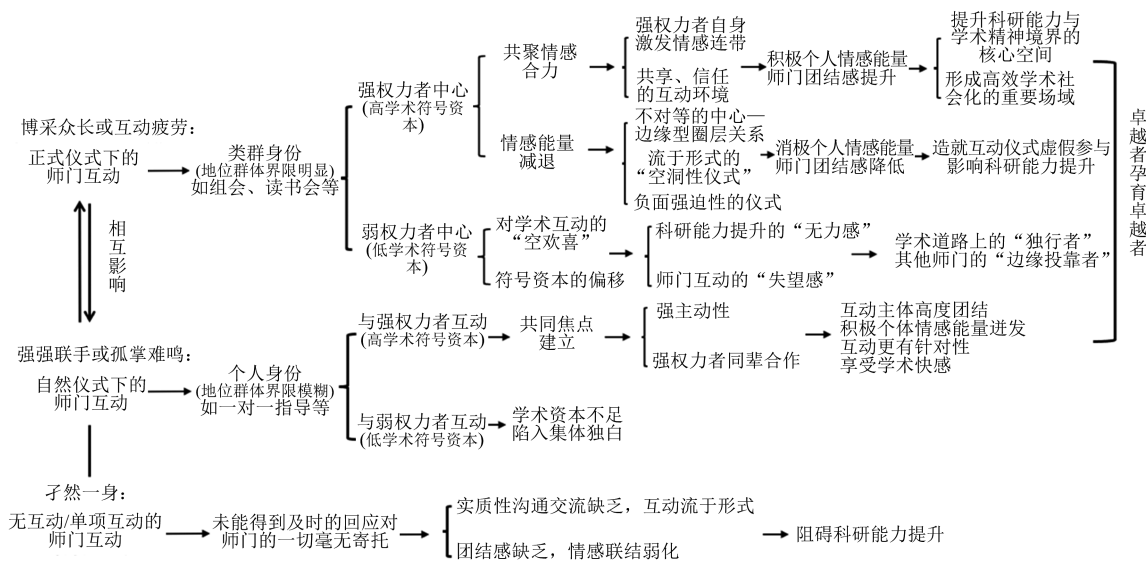 博采众长或互动疲劳:
正式仪式下的
师门互动
类群身份
(地位群体界限明显)
如组会、读书会等
强权力者中心
(高学术符号资
本)
共聚情感
合力
强权力者自身
激发情感连带
共享、信任
的互动环境
积极个人情感能量
师门团结感提升
提升科研能力与
学术精神境界的
核心空间
形成高效学术社
会化的重要场域
情感能量
减退
不对等的中心—
边缘型圈层关系
流于形式的
“空洞性仪式”
负面强迫性的仪式
消极个人情感能量
师门团结感降低
造就互动仪式虚假参与
影响科研能力提升
弱权力者中心
(低学术符号资
本)
对学术互动的
“空欢喜”
符号资本的偏移
科研能力提升的“无力感”
师门互动的“失望感”
学术道路上的“独行者”
其他师门的“边缘投靠者”
卓越者孕育卓越者
相互影响
强强联手或孤掌难鸣:
自然仪式下的
师门互动
个人身份
(地位群体界限模糊)
如一对一指导等
与强权力者互动
(高学术符号资本)
共同焦点
建立
强主动性
强权力者同辈合作
互动主体高度团结
积极个体情感能量迸发
互动更有针对性
享受学术快感
与弱权力者互动
(低学术符号资本)
学术资本不足
陷入集体独白
孑然一身:
无互动/单项互动的
师门互动
未能得到及时的回应对
师门的一切毫无寄托
实质性沟通交流缺乏，互动流于形式
团结感缺乏，情感联结弱化
阻碍科研能力提升